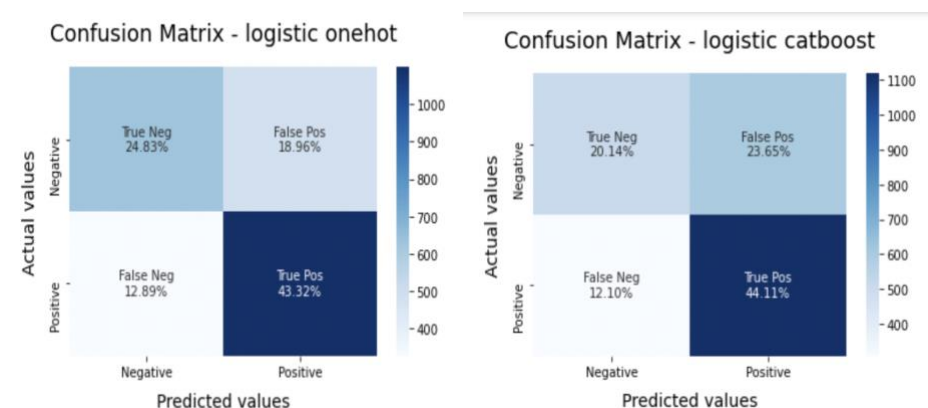 Confusion Matrix - logistic onehot
True Neg
24.83%
False Pos
18.96%
False Neg
12.89%
True Pos
43.32%
Actual values
Negative
Positive
Negative
Positive
Predicted values
1000
900
800
700
600
500
400
Confusion Matrix - logistic catboost
True Neg
20.14%
False Pos
23.65%
False Neg
12.10%
True Pos
44.11%
Actual values
Negative
Positive
Negative
Positive
Predicted values
1100
1000
900
800
700
600
500
400